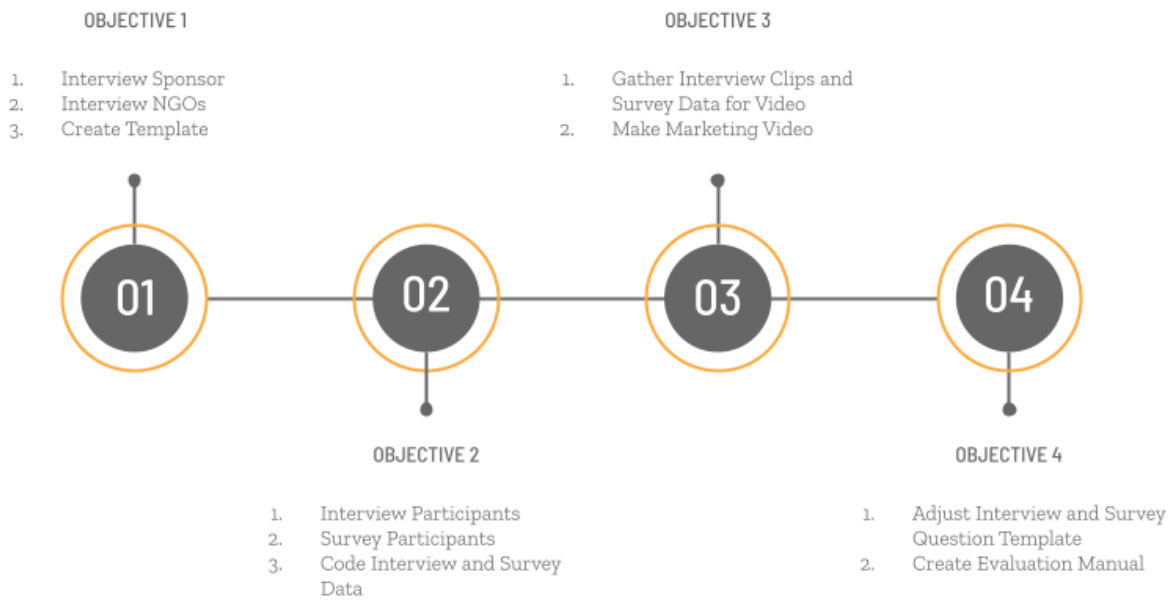 OBJECTIVE 1
1. Interview Sponsor
2. Interview NGOs
3. Create Template
OBJECTIVE 3
1. Gather Interview Clips and
Survey Data for Video
2. Make Marketing Video
01
02
03
04
OBJECTIVE 2
1. Interview Participants
2. Survey Participants
3. Code Interview and Survey
Data
OBJECTIVE 4
1. Adjust Interview and Survey
Question Template
2. Create Evaluation Manual